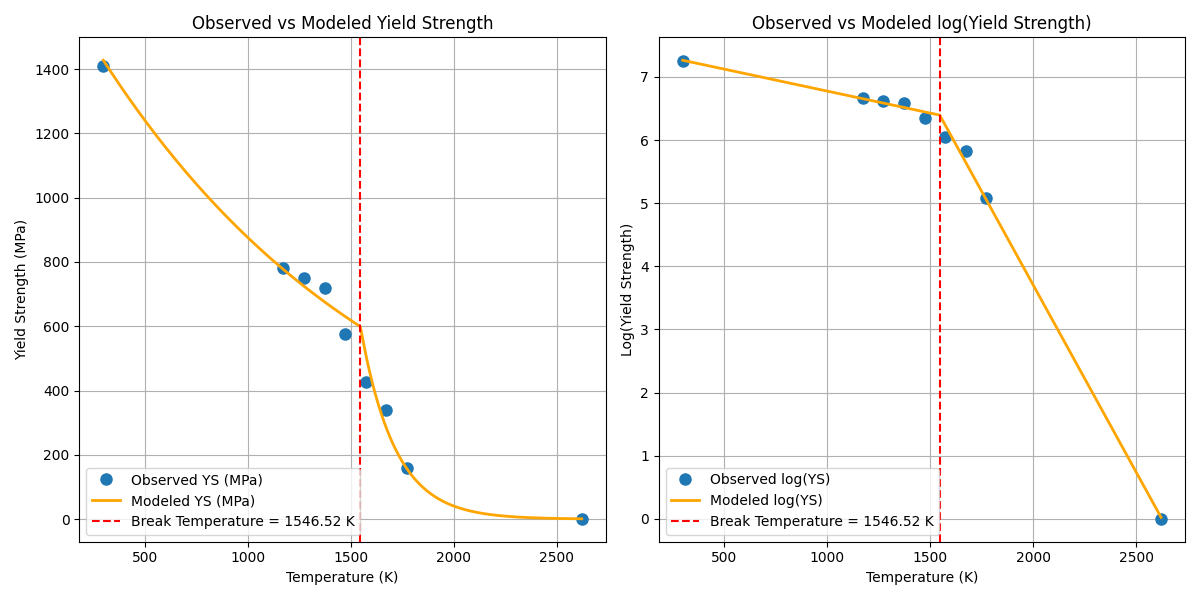 Observed vs Modeled Yield Strength
Yield Strength (MPa)
1400
1200
1000
800
600
400
200
0
Observed YS (MPa)
Modeled YS (MPa)
Break Temperature = 1546.52 K
500 1000 1500 2000 2500
Temperature (K)
Observed vs Modeled log(Yield Strength)
Log(Yield Strength)
7
6
5
4
3
2
1
0
Observed log(YS)
Modeled log(YS)
Break Temperature = 1546.52 K
500 1000 1500 2000 2500
Temperature (K)